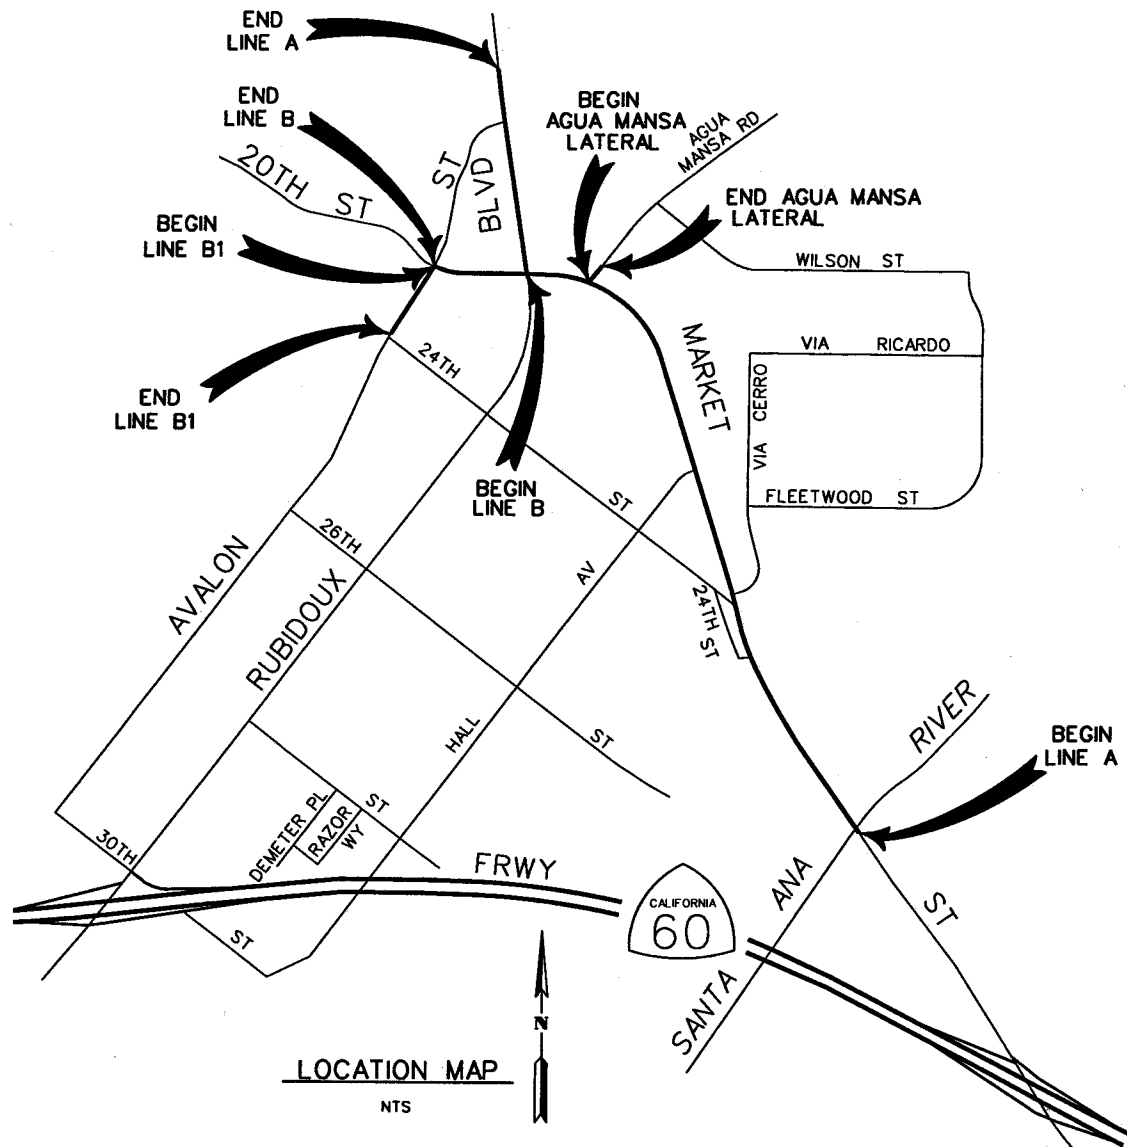 END
LINE A
END
LINE B
BEGIN
AGUA MANSA
LATERAL
AGUA
MANSA RD
20TH ST
ST
BLVD
END AGUA MANSA
LATERAL
BEGIN
LINE B1
WILSON ST
MARKET
VIA RICARDO
24TH
VIA CERRO
END
LINE B1
BEGIN
LINE B
ST
FLEETWOOD ST
26TH
AVALON
RUBIDOUX
AV
24TH ST
RIVER
HALL
ST
BEGIN
LINE A
DEMETER PL
RAZOR
WY
ST
30TH
FRWY
CALIFORNIA
60
ANA
ST
ST
SANTA
N
LOCATION MAP
NTS